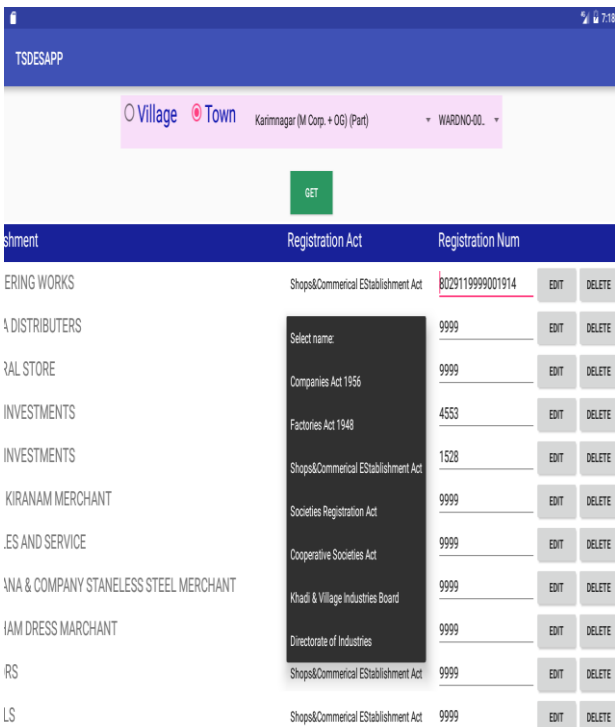 7:18
TSDESAPP
Village Town Karimnagar (M Corp. + OG) (Part) WARDNO-00..
GET
shment Registration Act Registration Num
ERING WORKS Shops&Commerical EStablishment Act 8029119999001914 EDIT DELETE
A DISTRIBUTERS 9999 EDIT DELETE
Select name:
RAL STORE 9999 EDIT DELETE
Companies Act 1956
INVESTMENTS 4553 EDIT DELETE
Factories Act 1948
INVESTMENTS 1528 EDIT DELETE
Shops&Commerical EStablishment Act
KIRANAM MERCHANT 9999 EDIT DELETE
Societies Registration Act
LES AND SERVICE 9999 EDIT DELETE
Cooperative Societies Act
ANA & COMPANY STANELESS STEEL MERCHANT 9999 EDIT DELETE
Khadi & Village Industries Board
HAM DRESS MARCHANT 9999 EDIT DELETE
Directorate of Industries
ORS Shops&Commerical EStablishment Act 9999 EDIT DELETE
LS Shops&Commerical EStablishment Act 9999 EDIT DELETE